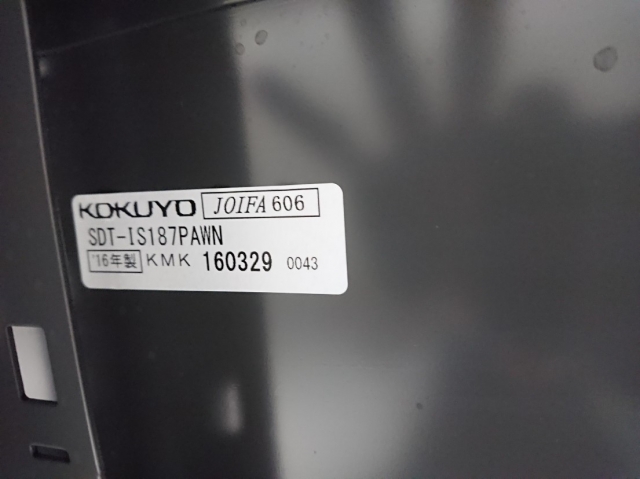 KOKUYO JOIFA 606
SDT-IS187PAWN
'16年製 KMK 160329 0043